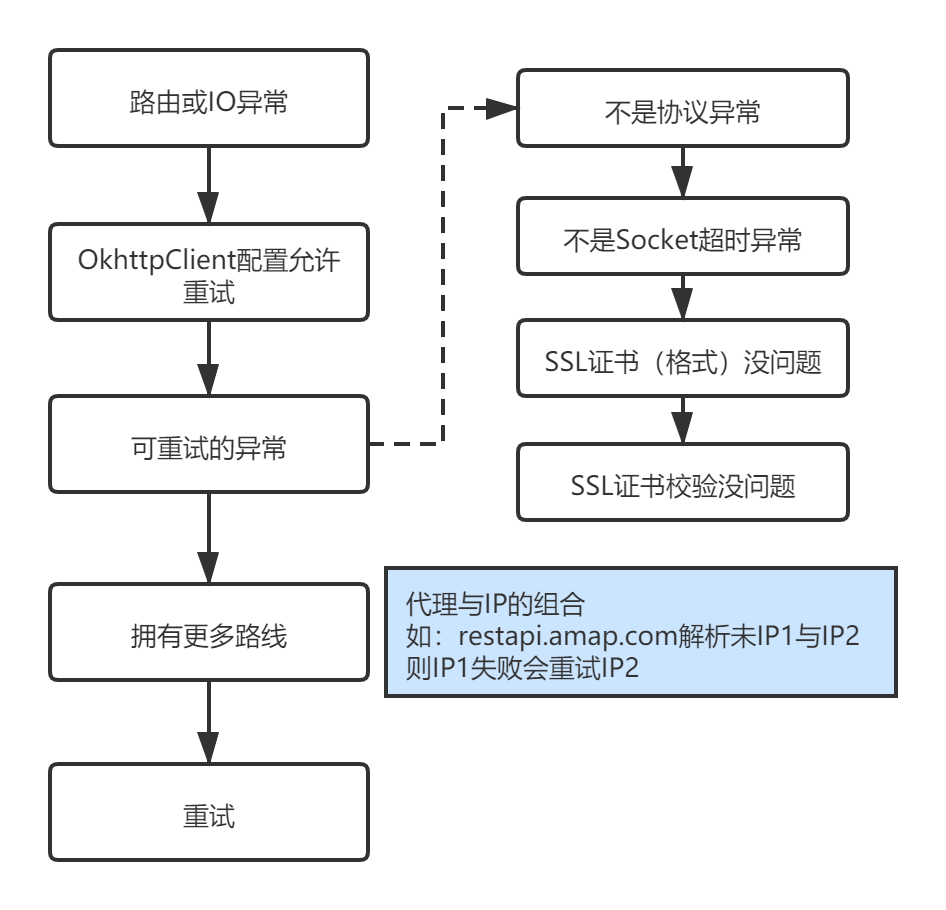 路由或IO异常
OkhttpClient配置允许
重试
可重试的异常
拥有更多路线
重试
不是协议异常
不是Socket超时异常
SSL证书（格式）没问题
SSL证书校验没问题
代理与IP的组合
如：restapi.amap.com解析未IP1与IP2
则IP1失败会重试IP2